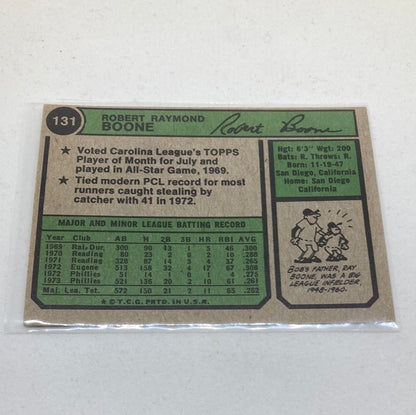 131
ROBERT RAYMOND
BOONE
Robert Boone
★ Voted Carolina League's TOPPS
Player of Month for July and
played in All-Star Game, 1969.
★ Tied modern PCL record for most
runners caught stealing by
catcher with 41 in 1972.
Hgt: 6'3" Wgt: 200
Bats: R. Throws: R.
Born: 11-19-47
San Diego, California
Home: San Diego
California
MAJOR AND MINOR LEAGUE BATTING RECORD
Year Club AB H 2B 3B HR RBI AVG
1969 Ral.-Dur. 300 90 13 1 5 46 .300
1970 Reading 80 23 2 0 2 10 .288
1971 Reading 328 87 14 3 4 37 .265
1972 Eugene 513 158 32 4 17 67 .308
1972 Phillies 51 14 1 0 1 4 .275
1973 Phillies 521 136 20 2 10 61 .261
Maj. Lea. Tot. 572 150 21 2 11 65 .262
★ © T.C.G. PRTD. IN U.S.A.
BOB'S FATHER, RAY
BOONE, WAS A BIG
LEAGUE INFIELDER,
1948-1960.